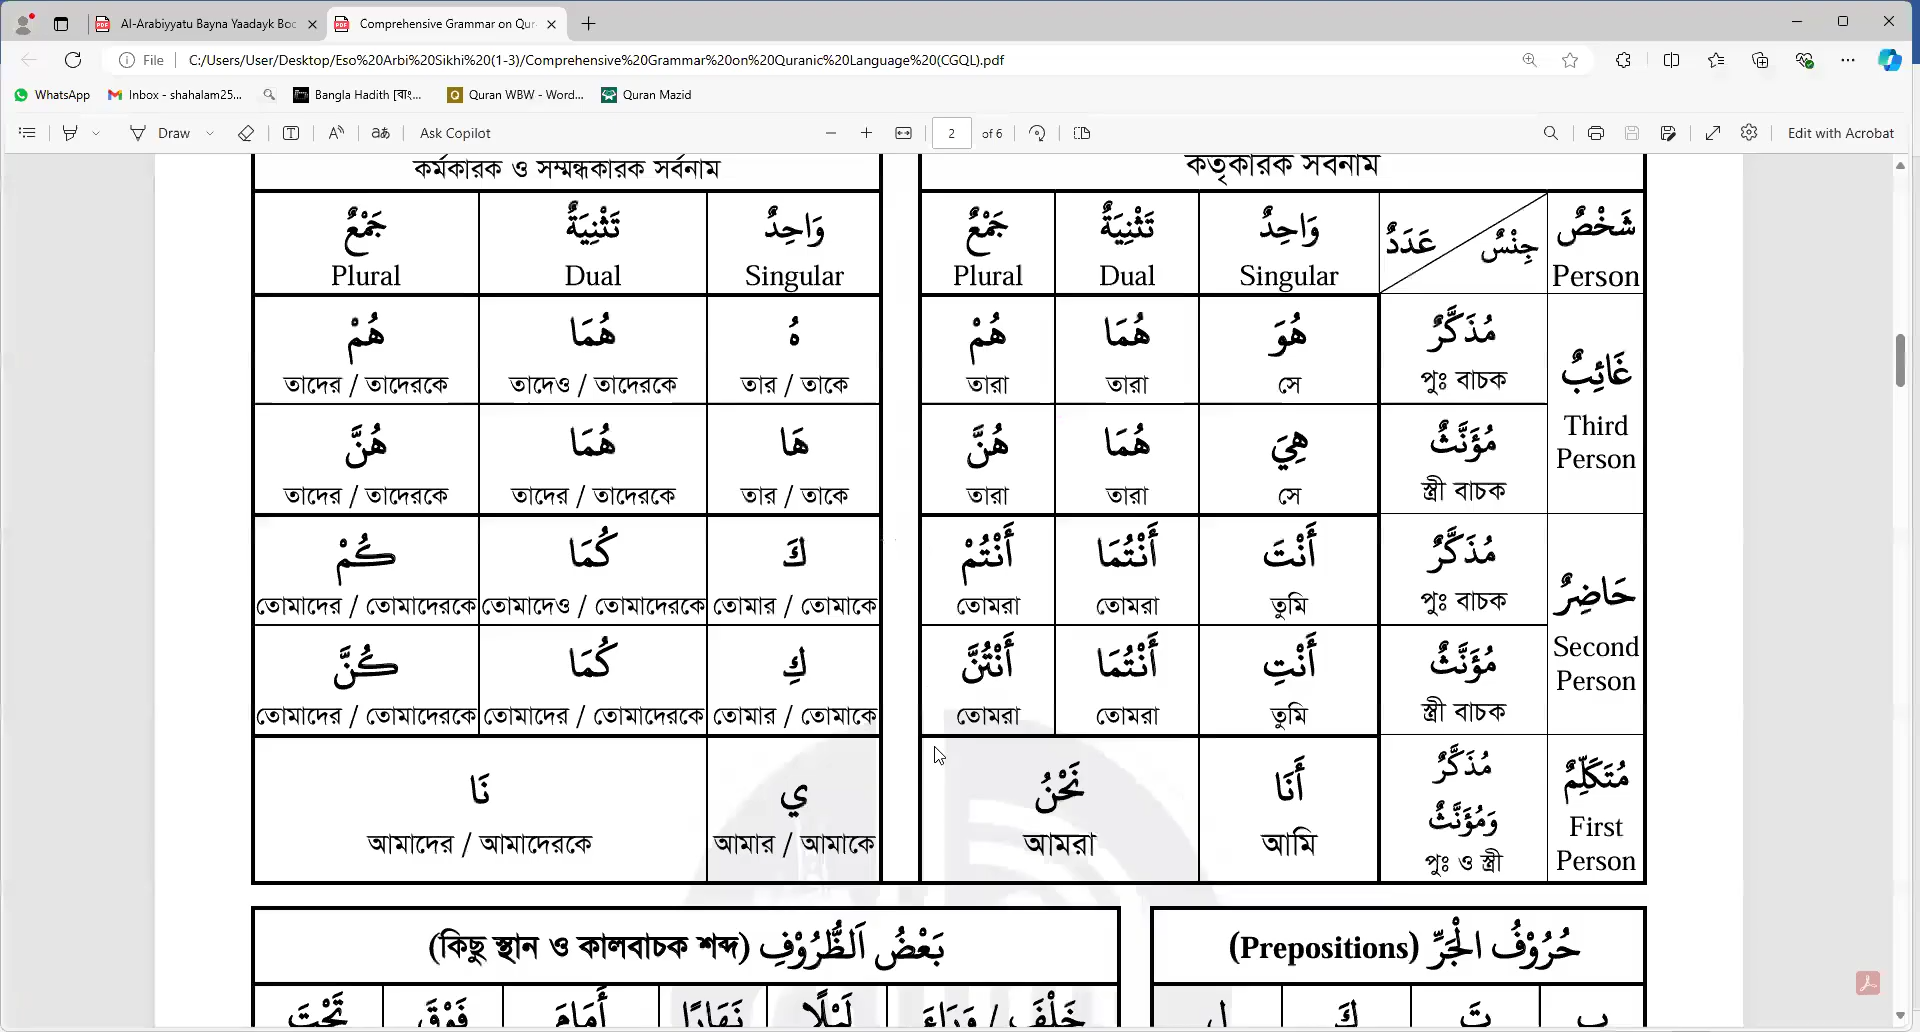 Al-Arabiyyatu Bayna Yaadayk Boo
Comprehensive Grammar on Qur
File
C:/Users/User/Desktop/Eso%20Arbi%20Sikhi%20(1-3)/Comprehensive%20Grammar%20on%20Quranic%20Language%20(CGQL).pdf
WhatsApp
Inbox - shahalam25...
Bangla Hadith [বাং...
Quran WBW - Word...
Quran Mazid
Draw
Ask Copilot
2 of 6
Edit with Acrobat
কর্মকারক ও সম্মন্ধকারক সর্বনাম
কর্তৃকারক সর্বনাম
شَخْصٌ جِنْسٌ عَدَدٌ وَاحِدٌ تَثْنِيَةٌ جَمْعٌ وَاحِدٌ تَثْنِيَةٌ جَمْعٌ
Plural Dual Singular Plural Dual Singular Person
غَائِبٌ
Third
Person
مُذَكَّرٌ هُوَ هُمَا هُمْ هُ هُمَا هُمْ
তাদের / তাদেরকে তাদেও / তাদেরকে তার / তাকে তারা তারা সে পুঃ বাচক
مُؤَنَّثٌ هِيَ هُمَا هُنَّ هَا هُمَا هُنَّ
তাদের / তাদেরকে তাদের / তাদেরকে তার / তাকে তারা তারা সে স্ত্রী বাচক
حَاضِرٌ
Second
Person
مُذَكَّرٌ أَنْتَ أَنْتُمَا أَنْتُمْ كَ كُمَا كُمْ
তোমাদের / তোমাদেরকে তোমাদেও / তোমাদেরকে তোমার / তোমাকে তোমরা তোমরা তুমি পুঃ বাচক
مُؤَنَّثٌ أَنْتِ أَنْتُمَا أَنْتُنَّ كِ كُمَا كُنَّ
তোমাদের / তোমাদেরকে তোমাদের / তোমাদেরকে তোমার / তোমাকে তোমরা তোমরা তুমি স্ত্রী বাচক
مُتَكَلِّمٌ
First
Person
مُذَكَّرٌ
وَمُؤَنَّثٌ
পুঃ ও স্ত্রী
أَنَا نَحْنُ ي نَا
আমাদের / আমাদেরকে আমার / আমাকে আমরা আমি
بَعْضُ اَلظُّرُوْفِ (কিছু স্থান ও কালবাচক শব্দ)
حُرُوْفُ الْجَرِّ (Prepositions)
خَلْفَ / وَرَاءَ لَيْلًا نَهَارًا أَمَامَ فَوْقَ تَحْتَ
ب تَ كَ ل